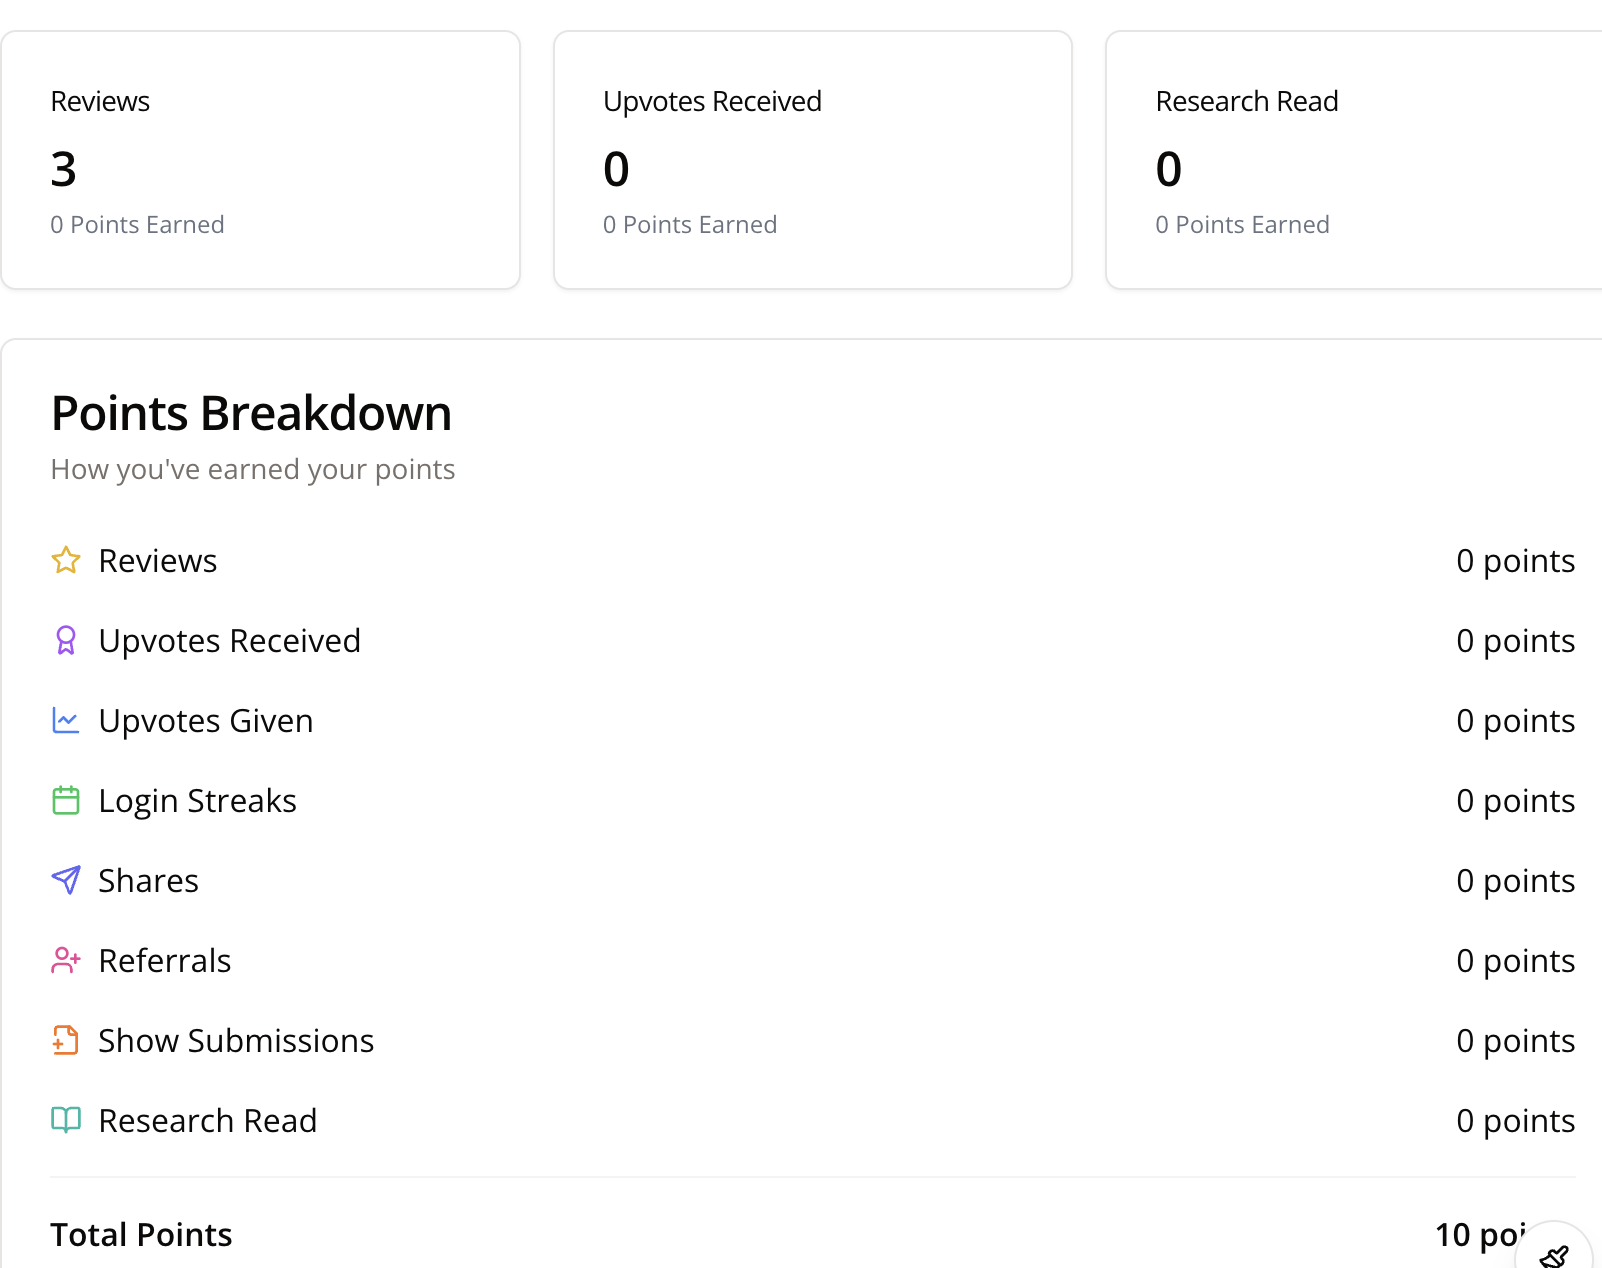 Reviews
3
0 Points Earned
Upvotes Received
0
0 Points Earned
Research Read
0
0 Points Earned
Points Breakdown
How you've earned your points
Reviews 0 points
Upvotes Received 0 points
Upvotes Given 0 points
Login Streaks 0 points
Shares 0 points
Referrals 0 points
Show Submissions 0 points
Research Read 0 points
Total Points 10